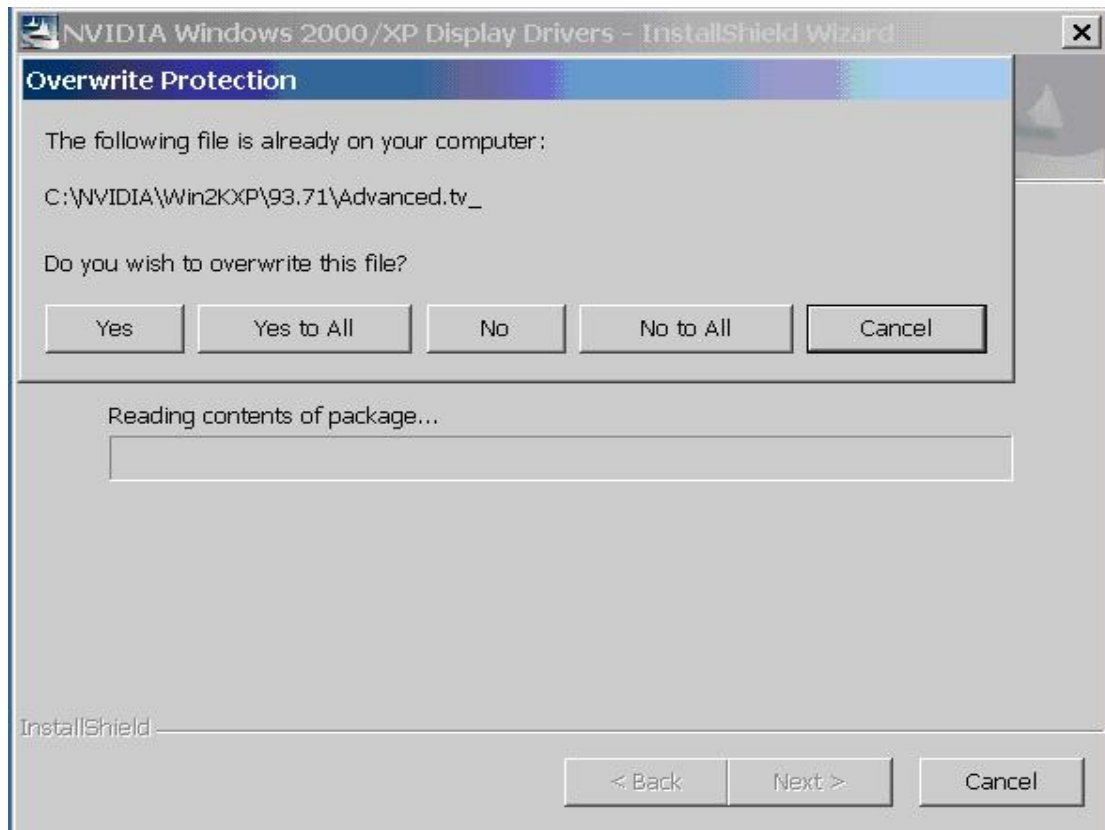 NVIDIA Windows 2000/XP Display Drivers - InstallShield Wizard
Overwrite Protection
The following file is already on your computer:
C:\NVIDIA\Win2KXP\93.71\Advanced.tv_
Do you wish to overwrite this file?
Yes Yes to All No No to All Cancel
Reading contents of package...
InstallShield
< Back Next > Cancel